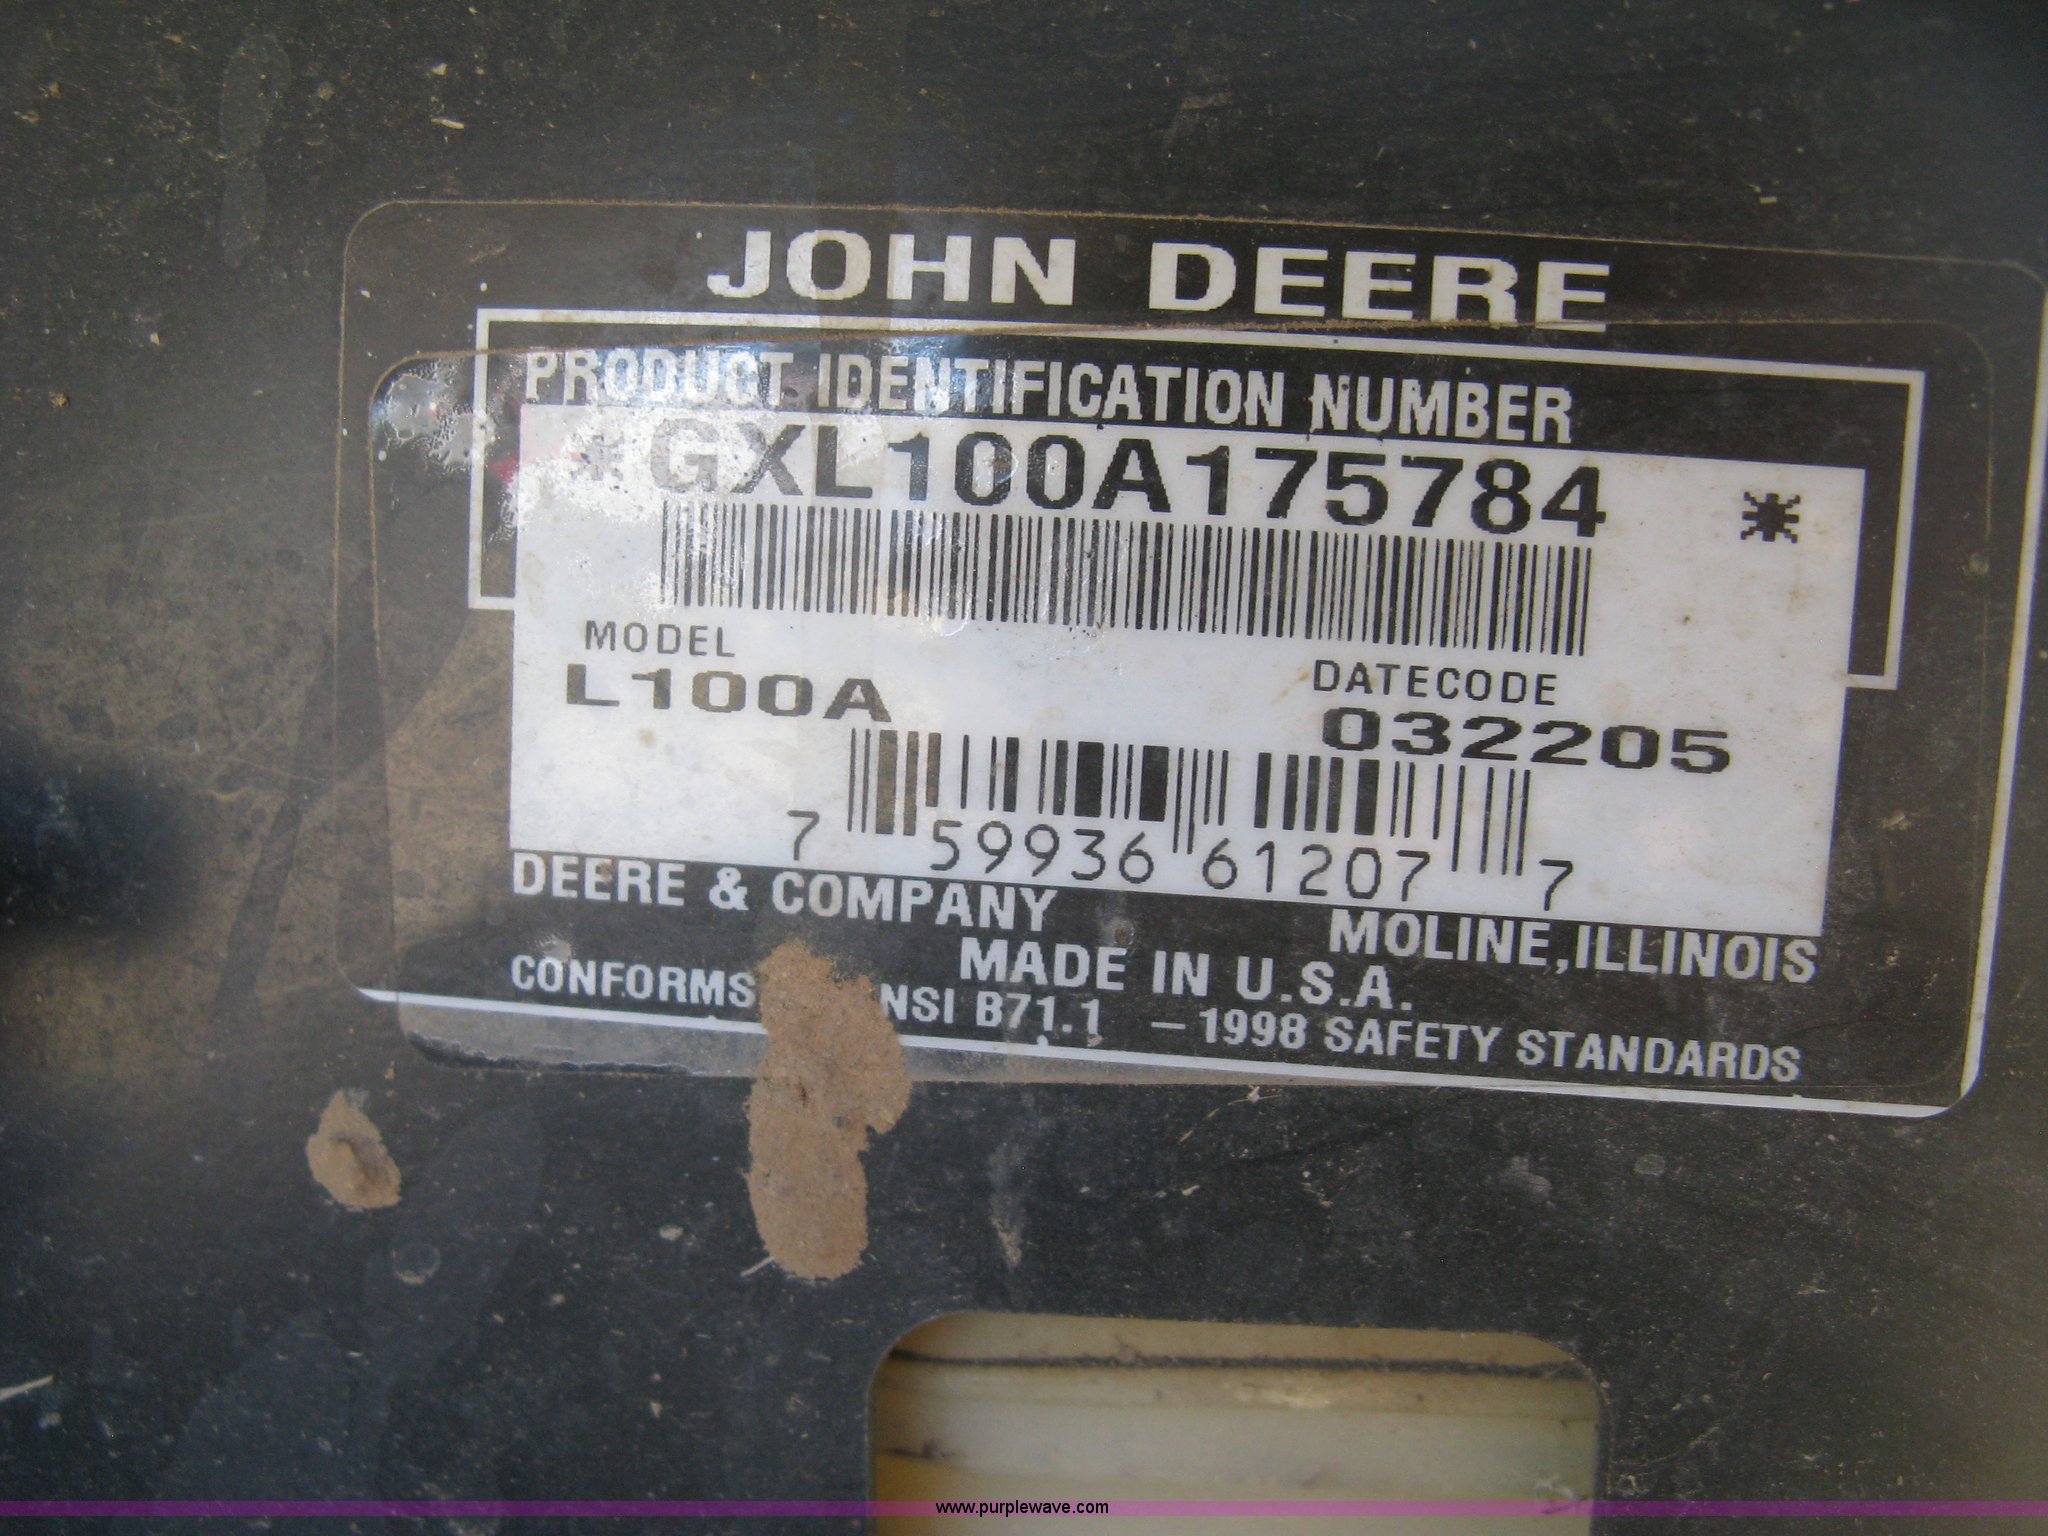 JOHN DEERE
PRODUCT IDENTIFICATION NUMBER
*GXL100A175784 *
MODEL
L100A
DATECODE
032205
7 59936 61207 7
DEERE & COMPANY
MOLINE, ILLINOIS
MADE IN U.S.A.
CONFORMS NSI B71.1 – 1998 SAFETY STANDARDS
www.purplewave.com